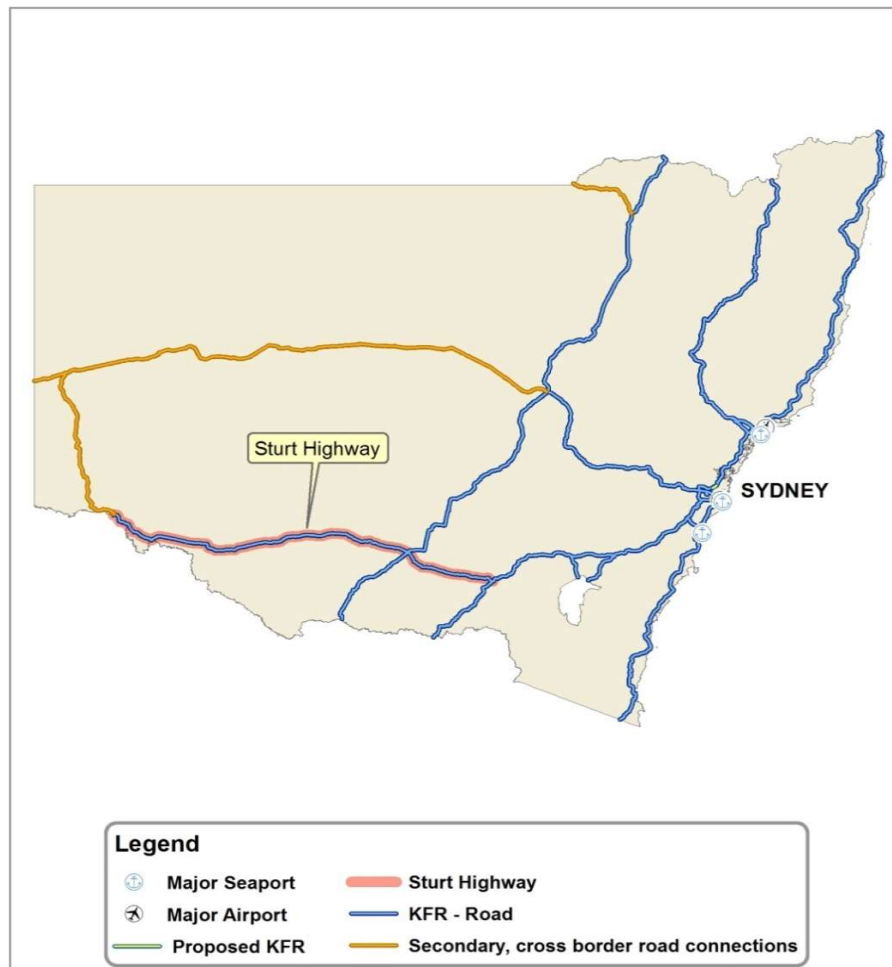 Sturt Highway
SYDNEY
Legend
Major Seaport
Sturt Highway
Major Airport
KFR - Road
Proposed KFR
Secondary, cross border road connections